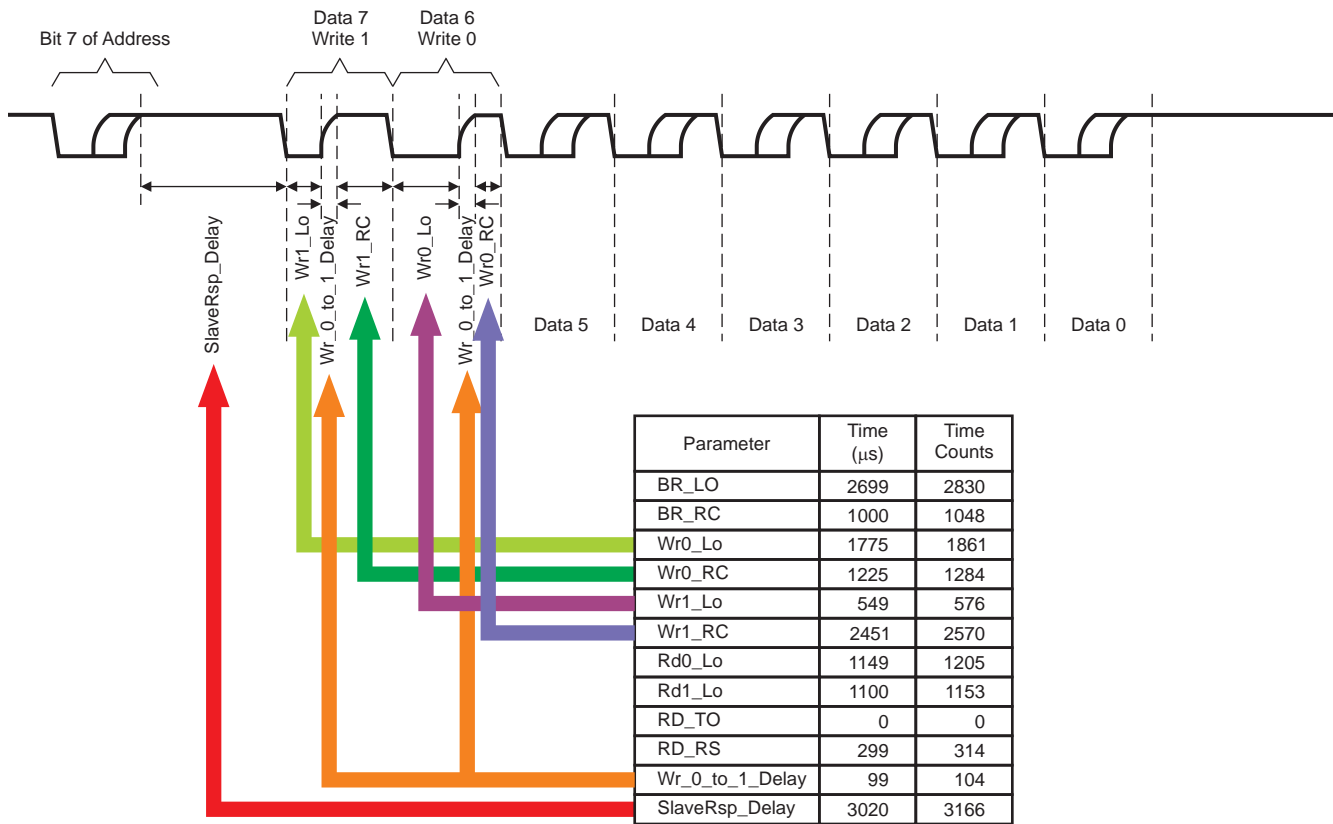 Bit 7 of Address
Data 7
Write 1
Data 6
Write 0
SlaveRsp_Delay
Wr1_Lo
Wr_0_to_1_Delay
Wr1_RC
Wr0_Lo
Wr_0_to_1_Delay
Wr0_RC
Data 5
Data 4
Data 3
Data 2
Data 1
Data 0
Parameter Time (μs) Time Counts
BR_LO 2699 2830
BR_RC 1000 1048
Wr0_Lo 1775 1861
Wr0_RC 1225 1284
Wr1_Lo 549 576
Wr1_RC 2451 2570
Rd0_Lo 1149 1205
Rd1_Lo 1100 1153
RD_TO 0 0
RD_RS 299 314
Wr_0_to_1_Delay 99 104
SlaveRsp_Delay 3020 3166